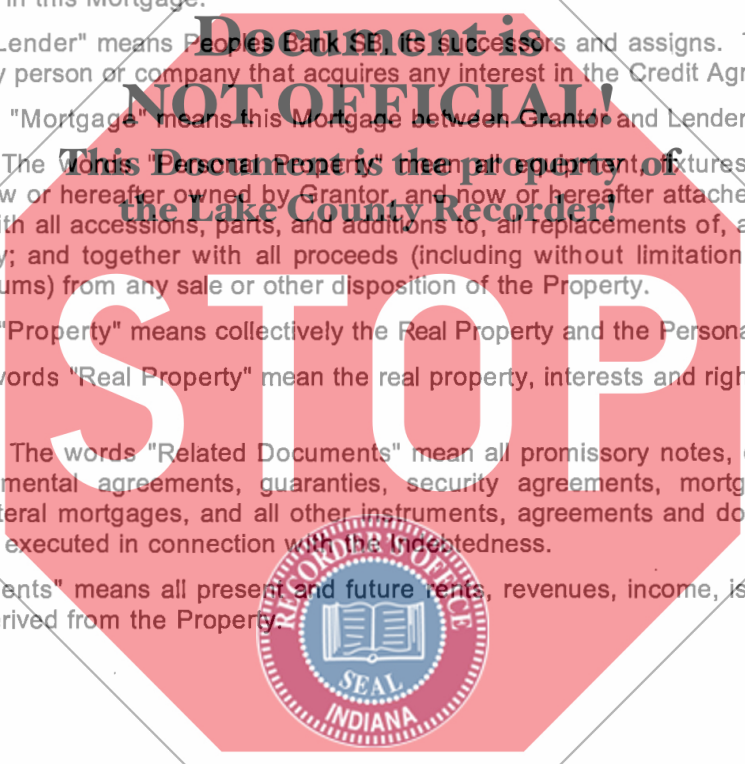 in this Mortgage.
Lender" means Peoples Bank SB, its successors and assigns.
person or company that acquires any interest in the Credit Agr
"Mortgage" means this Mortgage between Grantor and Lender
The words "Personal Property" mean all equipment, fixtures
w or hereafter owned by Grantor, and now or hereafter attache
ith all accessions, parts, and additions to, all replacements of, a
y; and together with all proceeds (including without limitation
ums) from any sale or other disposition of the Property.
"Property" means collectively the Real Property and the Persona
words "Real Property" mean the real property, interests and righ
The words "Related Documents" mean all promissory notes,
mental agreements, guaranties, security agreements, mortg
teral mortgages, and all other instruments, agreements and do
executed in connection with the Indebtedness.
ents" means all present and future rents, revenues, income, is
erived from the Property.
Document is
NOT OFFICIAL!
This Document is the property of
the Lake County Recorder!
STOP
RECORDER'S OFFICE
SEAL
INDIANA